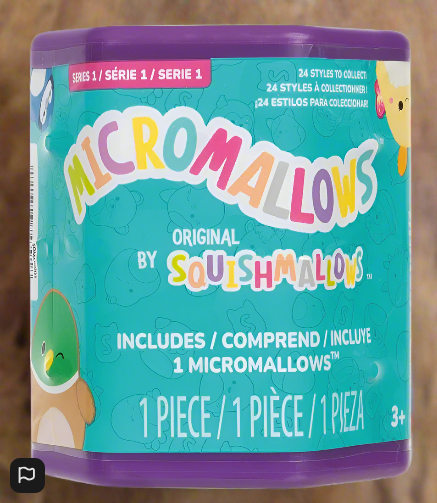 SERIES 1 / SÉRIE 1 / SERIE 1
24 STYLES TO COLLECT!
24 STYLES À COLLECTIONNER!
¡24 ESTILOS PARA COLECCIONAR!
MICROMALLOWS
ORIGINAL
BY SQUISHMALLOWS™
INCLUDES / COMPREND / INCLUYE
1 MICROMALLOWS™
1 PIECE / 1 PIÈCE / 1 PIEZA
3+